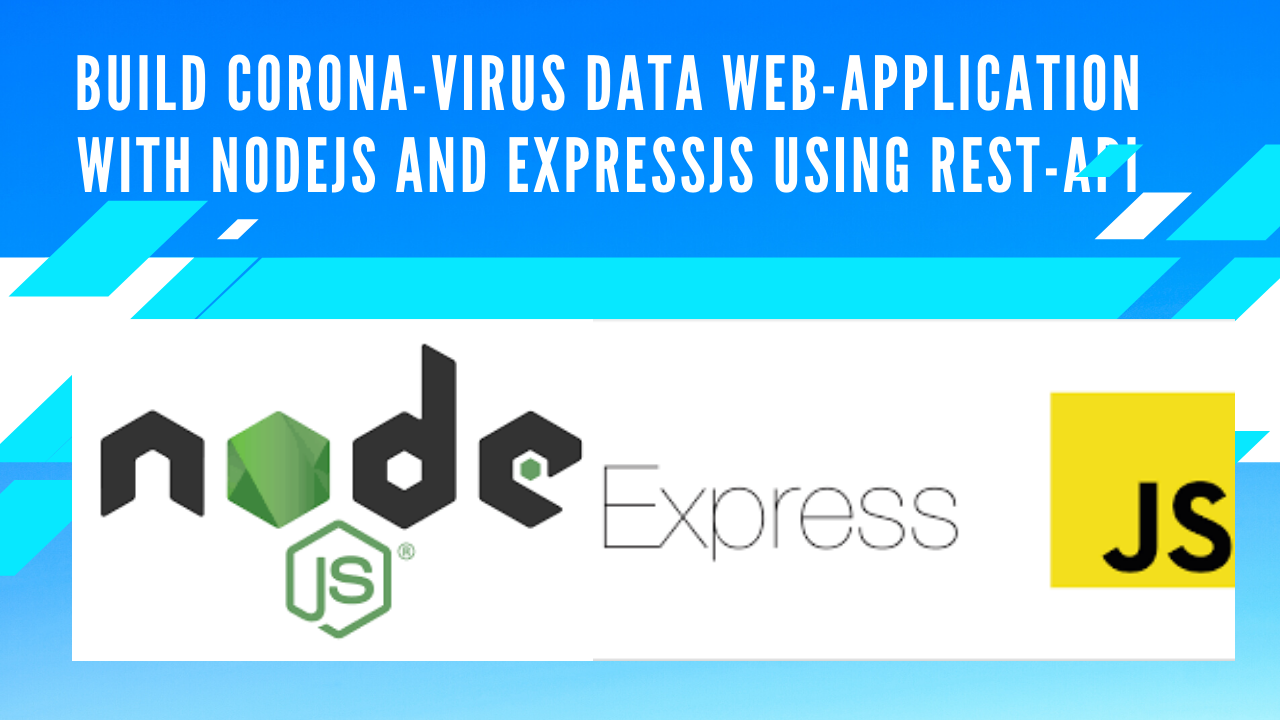 BUILD CORONA-VIRUS DATA WEB-APPLICATION
WITH NODEJS AND EXPRESSJS USING REST-API
node
JS®
Express
JS